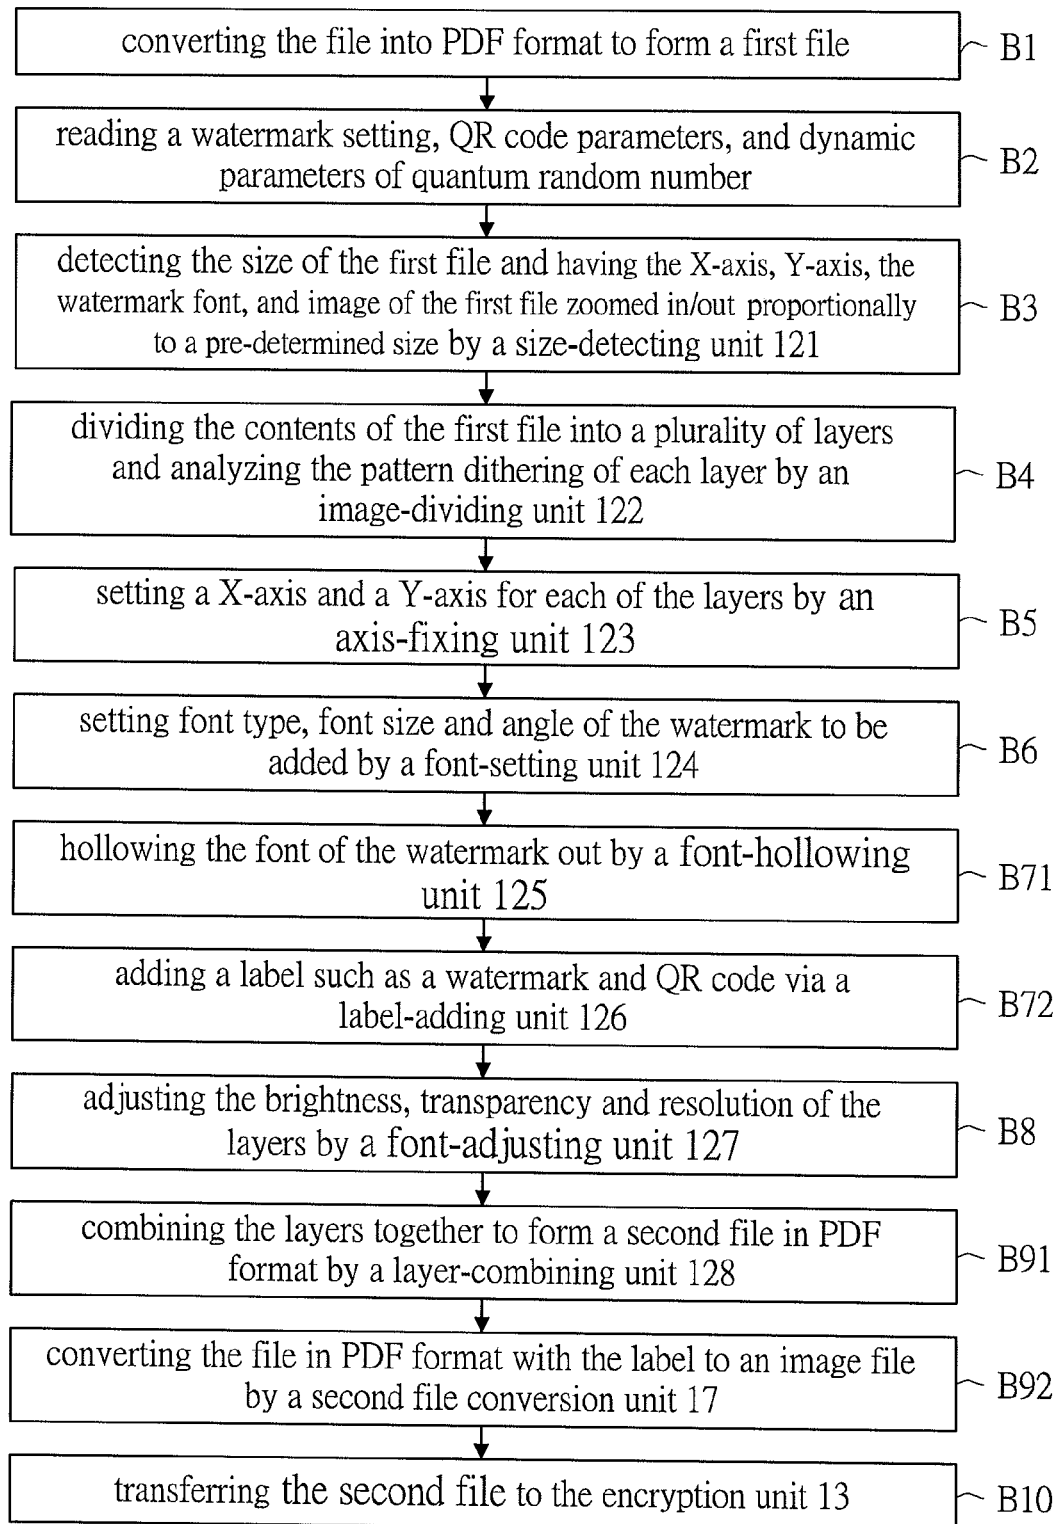 converting the file into PDF format to form a first file
B1
reading a watermark setting, QR code parameters, and dynamic
parameters of quantum random number
B2
detecting the size of the first file and having the X-axis, Y-axis, the
watermark font, and image of the first file zoomed in/out proportionally
to a pre-determined size by a size-detecting unit 121
B3
dividing the contents of the first file into a plurality of layers
and analyzing the pattern dithering of each layer by an
image-dividing unit 122
B4
setting a X-axis and a Y-axis for each of the layers by an
axis-fixing unit 123
B5
setting font type, font size and angle of the watermark to be
added by a font-setting unit 124
B6
hollowing the font of the watermark out by a font-hollowing
unit 125
B71
adding a label such as a watermark and QR code via a
label-adding unit 126
B72
adjusting the brightness, transparency and resolution of the
layers by a font-adjusting unit 127
B8
combining the layers together to form a second file in PDF
format by a layer-combining unit 128
B91
converting the file in PDF format with the label to an image file
by a second file conversion unit 17
B92
transferring the second file to the encryption unit 13
B10